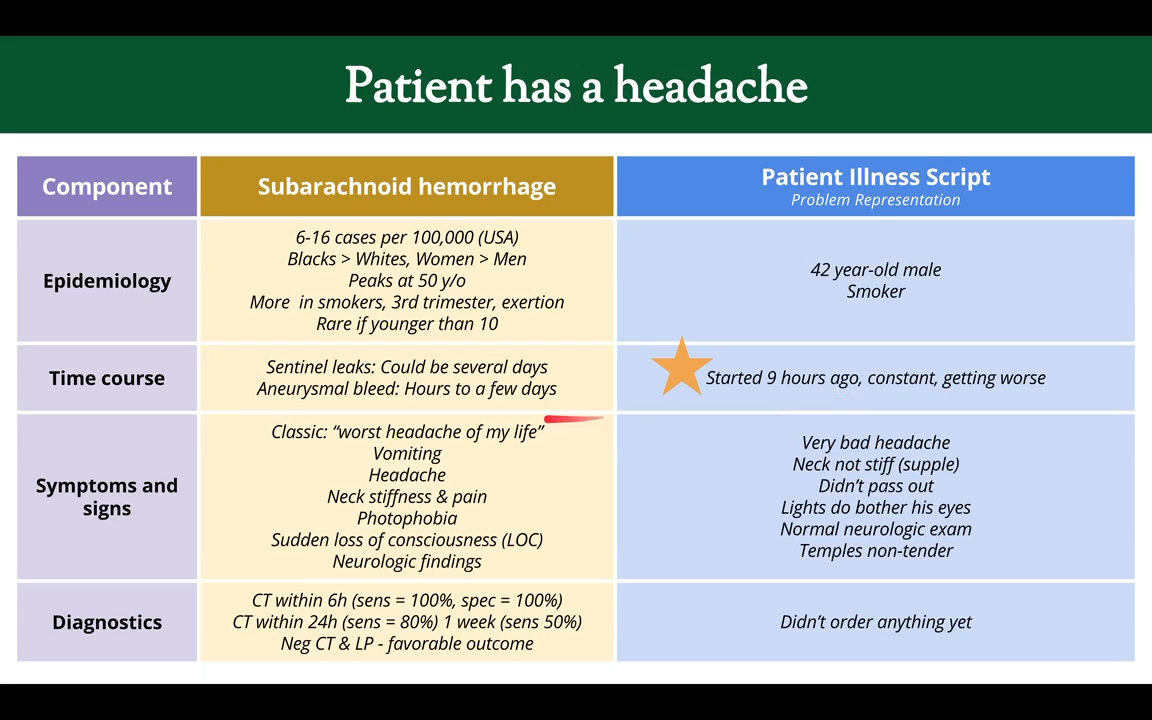 Patient has a headache
Component
Subarachnoid hemorrhage
Patient Illness Script
Problem Representation
Epidemiology
6-16 cases per 100,000 (USA)
Blacks > Whites, Women > Men
Peaks at 50 y/o
More in smokers, 3rd trimester, exertion
Rare if younger than 10
42 year-old male
Smoker
Time course
Sentinel leaks: Could be several days
Aneurysmal bleed: Hours to a few days
Started 9 hours ago, constant, getting worse
Symptoms and
signs
Classic: “worst headache of my life”
Vomiting
Headache
Neck stiffness & pain
Photophobia
Sudden loss of consciousness (LOC)
Neurologic findings
Very bad headache
Neck not stiff (supple)
Didn’t pass out
Lights do bother his eyes
Normal neurologic exam
Temples non-tender
Diagnostics
CT within 6h (sens = 100%, spec = 100%)
CT within 24h (sens = 80%) 1 week (sens 50%)
Neg CT & LP - favorable outcome
Didn’t order anything yet